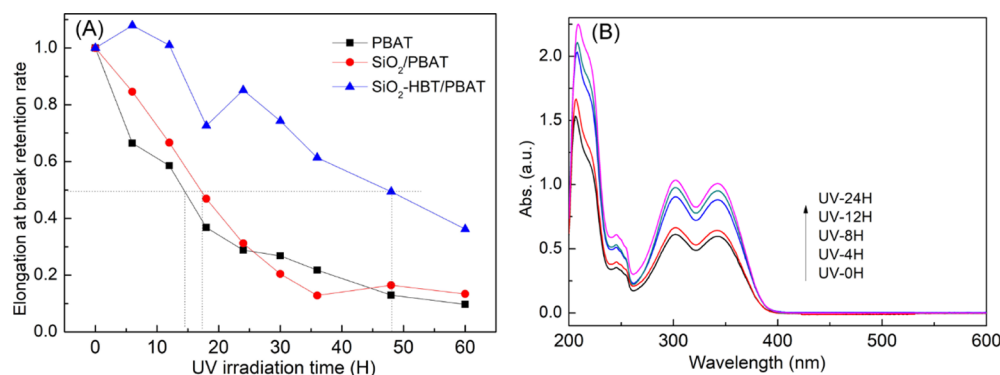 (A)
PBAT
SiO2/PBAT
SiO2-HBT/PBAT
Elongation at break retention rate
1.0
0.8
0.6
0.4
0.2
0.0
0 10 20 30 40 50 60
UV irradiation time (H)
(B)
Abs. (a.u.)
2.0
1.5
1.0
0.5
0.0
UV-24H
UV-12H
UV-8H
UV-4H
UV-0H
200 300 400 500 600
Wavelength (nm)